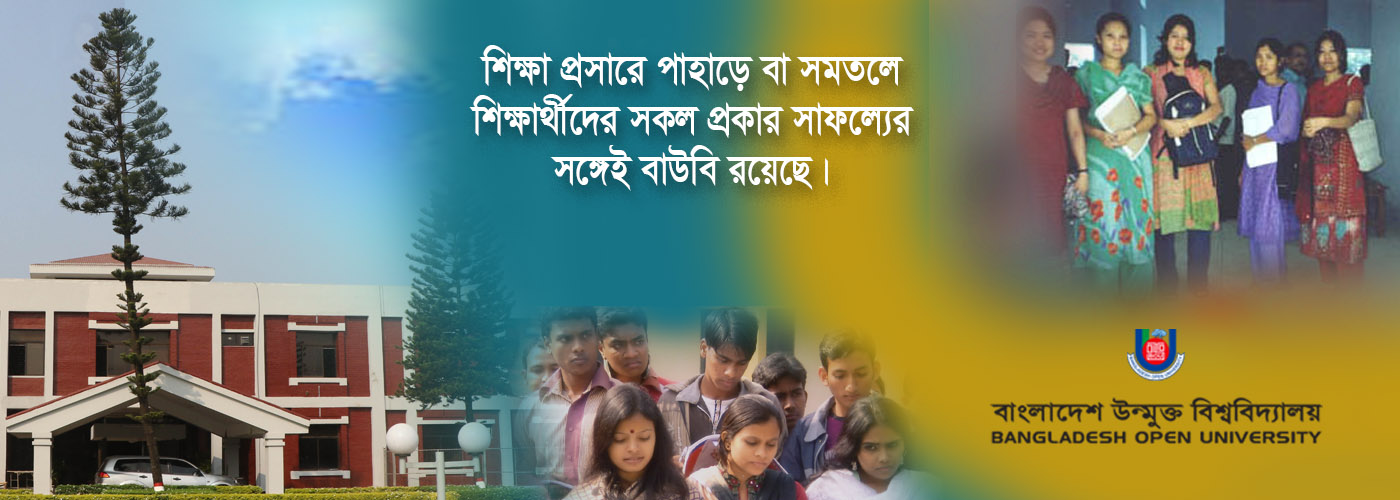 শিক্ষা প্রসারে পাহাড়ে বা সমতলে
শিক্ষার্থীদের সকল প্রকার সাফল্যের
সঙ্গেই বাউবি রয়েছে।
বাংলাদেশ উন্মুক্ত বিশ্ববিদ্যালয়
BANGLADESH OPEN UNIVERSITY